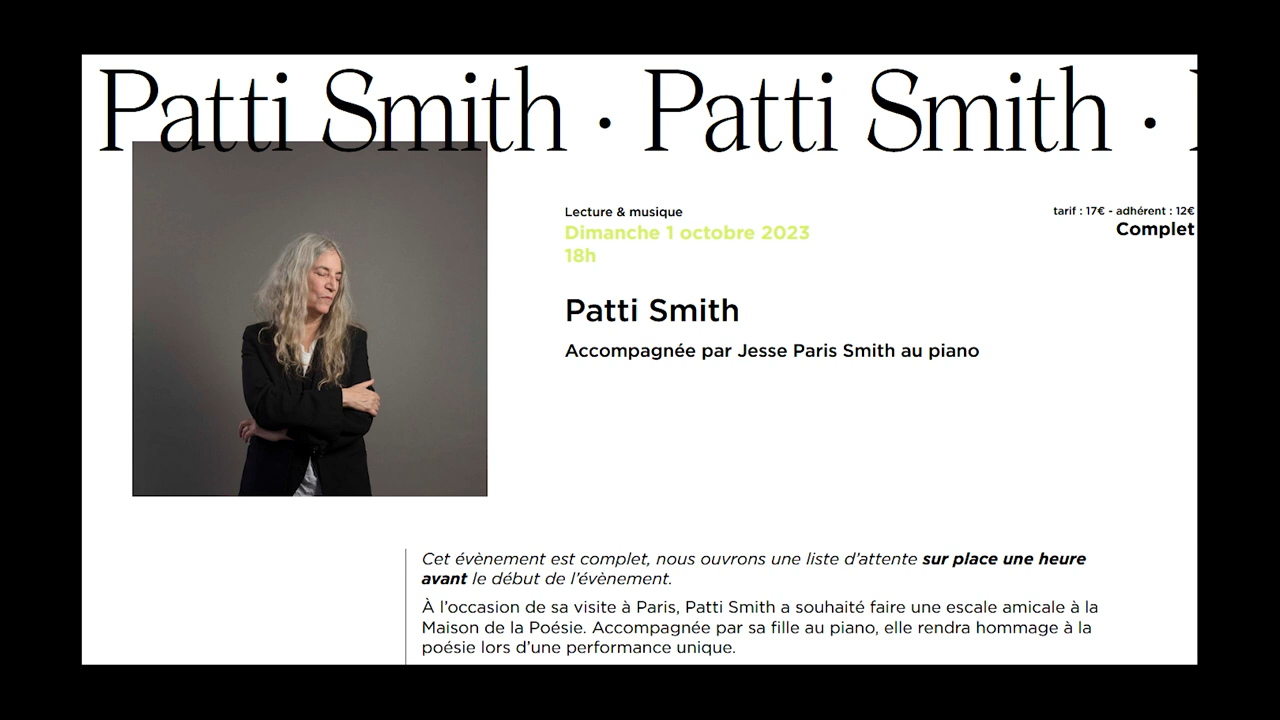 Patti Smith · Patti Smith ·
Lecture & musique
tarif : 17€ - adhérent : 12€
Dimanche 1 octobre 2023
Complet
18h
Patti Smith
Accompagnée par Jesse Paris Smith au piano
Cet évènement est complet, nous ouvrons une liste d’attente sur place une heure
avant le début de l’évènement.
À l’occasion de sa visite à Paris, Patti Smith a souhaité faire une escale amicale à la
Maison de la Poésie. Accompagnée par sa fille au piano, elle rendra hommage à la
poésie lors d’une performance unique.